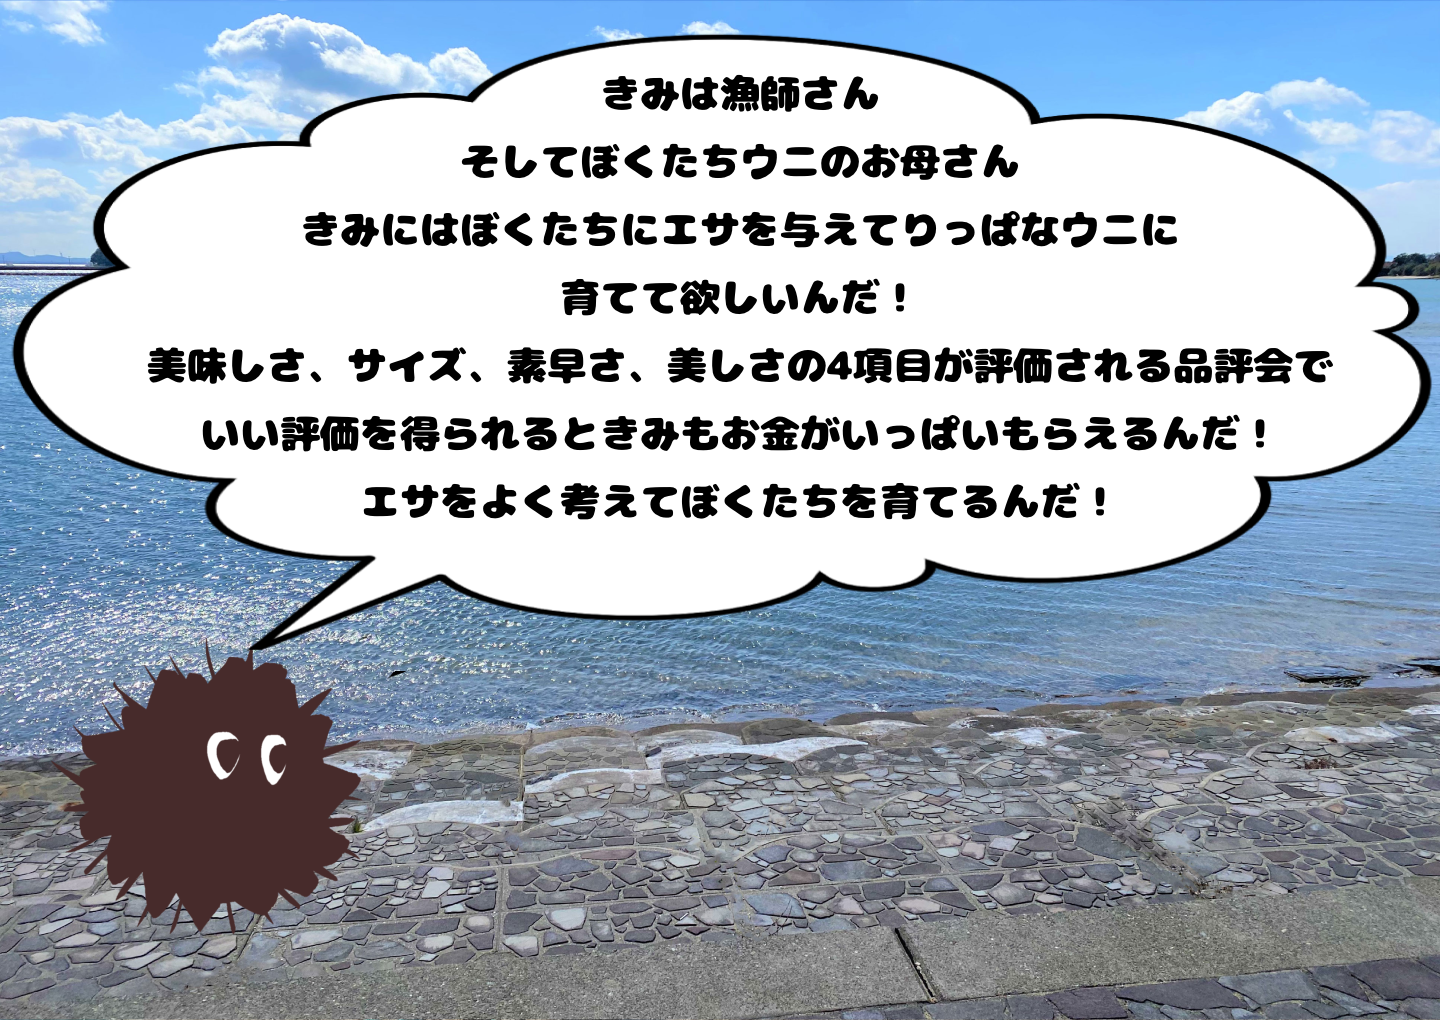 きみは漁師さん
そしてぼくたちウニのお母さん
きみにはぼくたちにエサを与えてりっぱなウニに
育てて欲しいんだ！
美味しさ、サイズ、素早さ、美しさの4項目が評価される品評会で
いい評価を得られるときみもお金がいっぱいもらえるんだ！
エサをよく考えてぼくたちを育てるんだ！